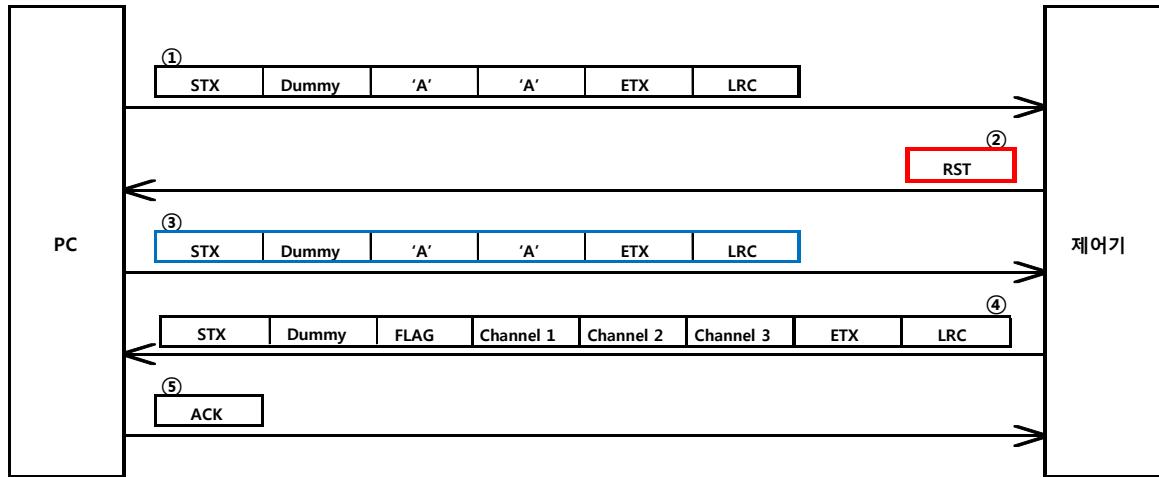 ①
STX Dummy ‘A’ ‘A’ ETX LRC
②
RST
③
PC STX Dummy ‘A’ ‘A’ ETX LRC 제어기
④
STX Dummy FLAG Channel 1 Channel 2 Channel 3 ETX LRC
⑤
ACK